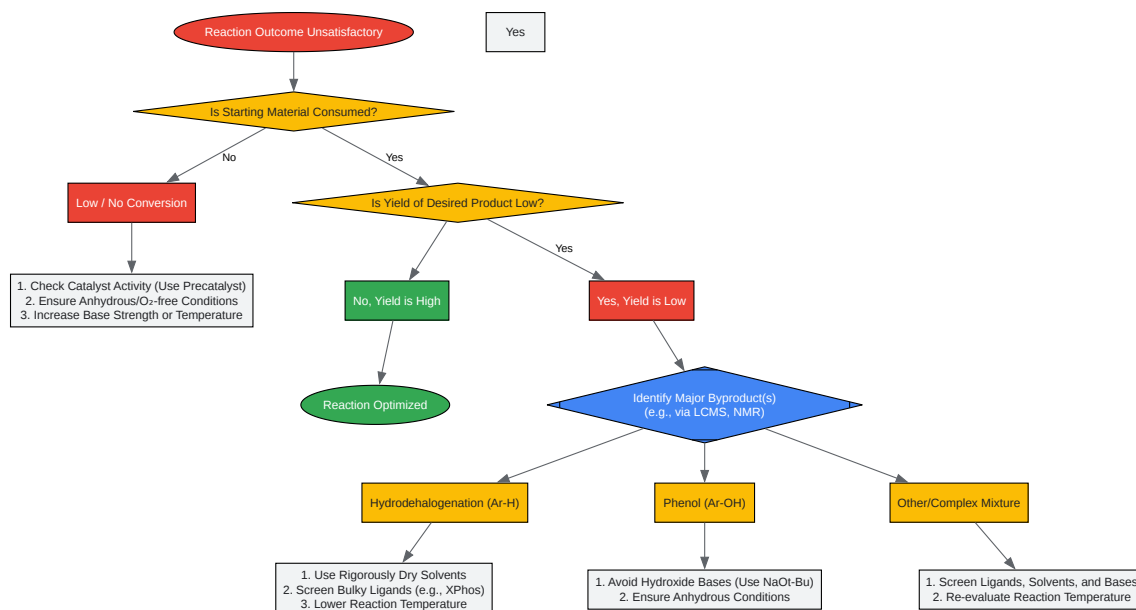 Reaction Outcome Unsatisfactory
Yes
Is Starting Material Consumed?
No
Yes
Low / No Conversion
Is Yield of Desired Product Low?
Yes
1. Check Catalyst Activity (Use Precatalyst)
2. Ensure Anhydrous/O₂-free Conditions
3. Increase Base Strength or Temperature
No, Yield is High
Yes, Yield is Low
Reaction Optimized
Identify Major Byproduct(s)
(e.g., via LCMS, NMR)
Hydrodehalogenation (Ar-H)
Phenol (Ar-OH)
Other/Complex Mixture
1. Use Rigorously Dry Solvents
2. Screen Bulky Ligands (e.g., XPhos)
3. Lower Reaction Temperature
1. Avoid Hydroxide Bases (Use NaOt-Bu)
2. Ensure Anhydrous Conditions
1. Screen Ligands, Solvents, and Bases
2. Re-evaluate Reaction Temperature